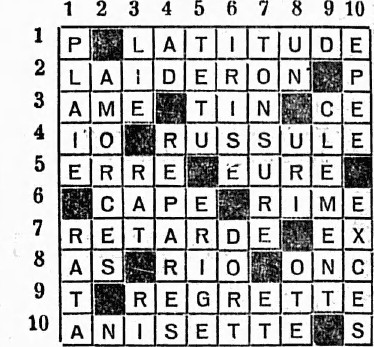 1 2 3 4 5 6 7 8 9 10
1 P LATITUDE
2 LAIDERON P
3 AME TIN CE
4 IO RUSSULE
5 ERRE EURE
6 CAPE RIME
7 RETARDE EX
8 AS RIO ONC
9 T REGRETTE
10 ANISETTE S